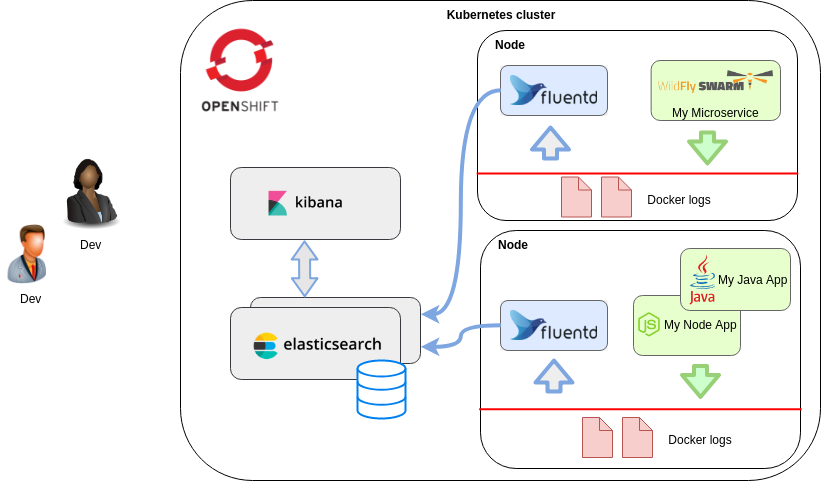 Kubernetes cluster
OPENSHIFT
Node
fluentd
WildFly SWARM
My Microservice
Docker logs
kibana
Dev
Dev
elasticsearch
Node
fluentd
Java
My Java App
JS
My Node App
Docker logs